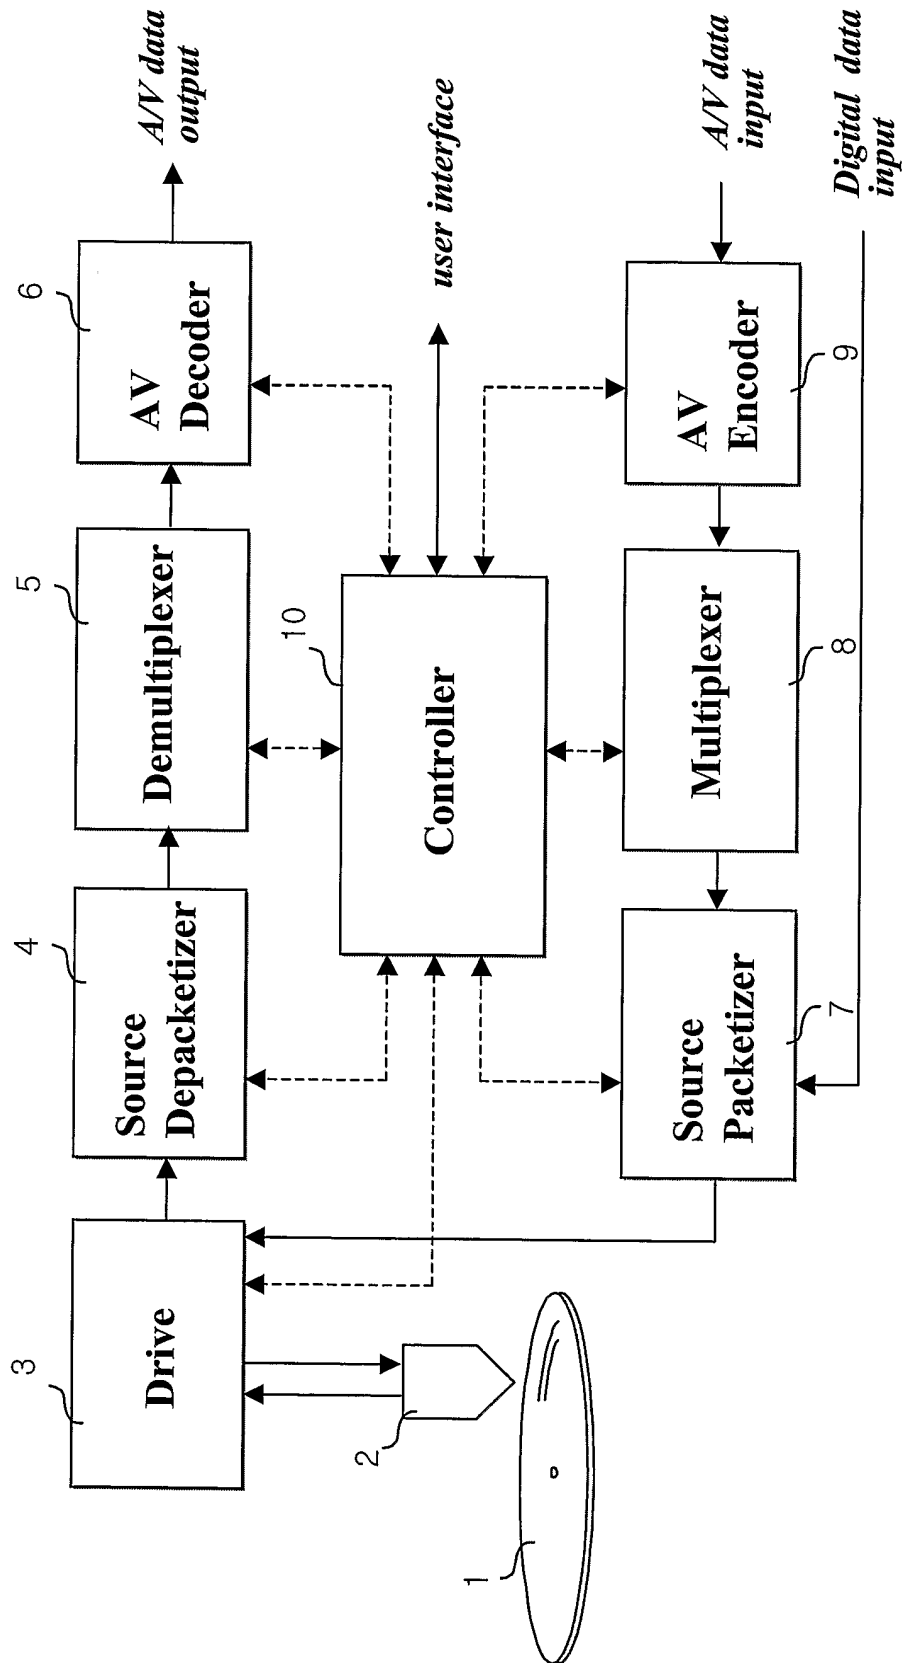 3
Drive
4
Source
Depacketizer
5
Demultiplexer
6
AV
Decoder
A/V data
output
2
1
10
Controller
user interface
Source
Packetizer
7
Multiplexer
8
AV
Encoder
9
A/V data
input
Digital data
input